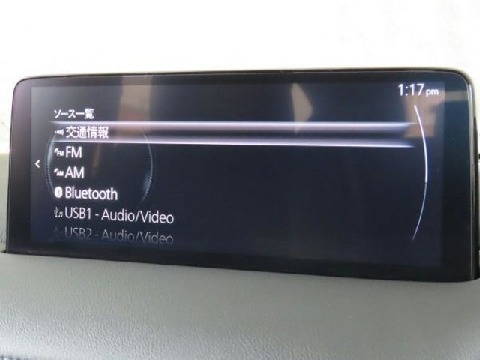 1:17 pm
ソース一覧
交通情報
FM
AM
Bluetooth
USB1 - Audio/Video
USB2 - Audio/Video